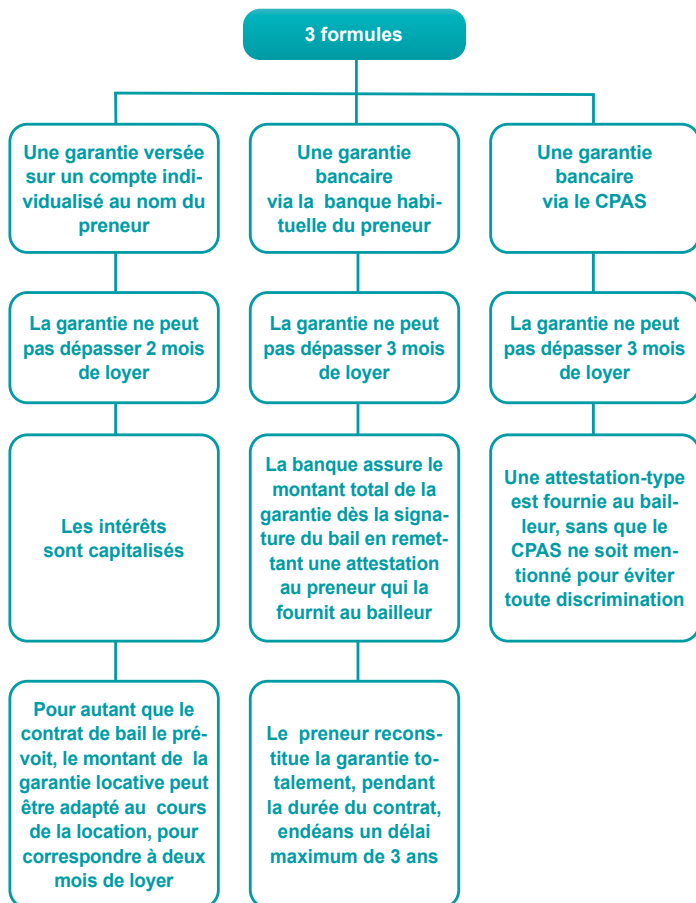 3 formules
Une garantie versée
sur un compte indi-
vidualisé au nom du
preneur
La garantie ne peut
pas dépasser 2 mois
de loyer
Les intérêts
sont capitalisés
Pour autant que le
contrat de bail le pré-
voit, le montant de la
garantie locative peut
être adapté au cours
de la location, pour
correspondre à deux
mois de loyer
Une garantie
bancaire
via la banque habi-
tuelle du preneur
La garantie ne peut
pas dépasser 3 mois
de loyer
La banque assure le
montant total de la
garantie dès la signa-
ture du bail en remet-
tant une attestation
au preneur qui la
fournit au bailleur
Le preneur recons-
titue la garantie to-
talement, pendant
la durée du contrat,
endéans un délai
maximum de 3 ans
Une garantie
bancaire
via le CPAS
La garantie ne peut
pas dépasser 3 mois
de loyer
Une attestation-type
est fournie au bail-
leur, sans que le
CPAS ne soit men-
tionné pour éviter
toute discrimination